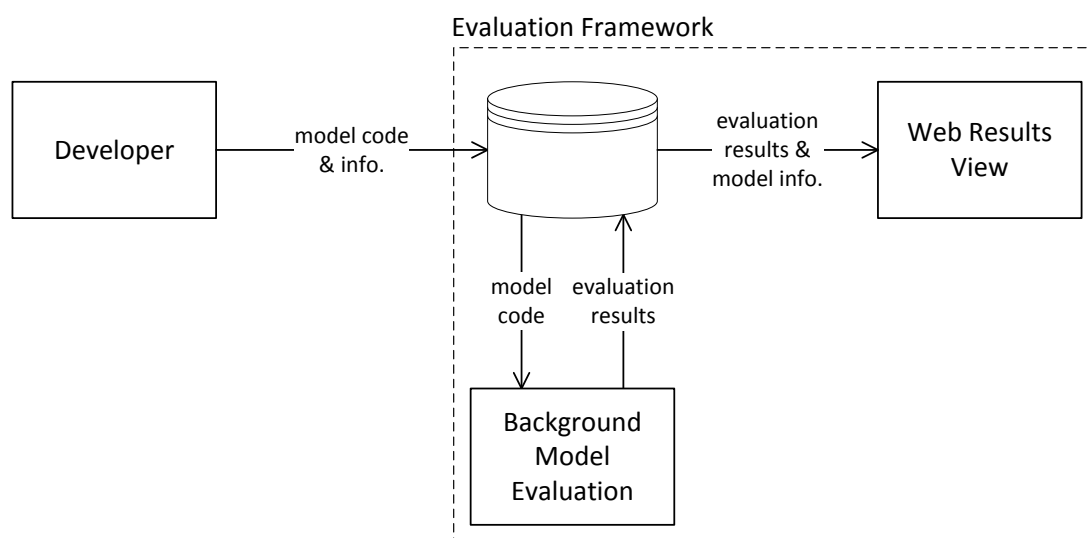 Evaluation Framework
Developer
model code
& info.
evaluation
results &
model info.
Web Results
View
model
code
evaluation
results
Background
Model
Evaluation